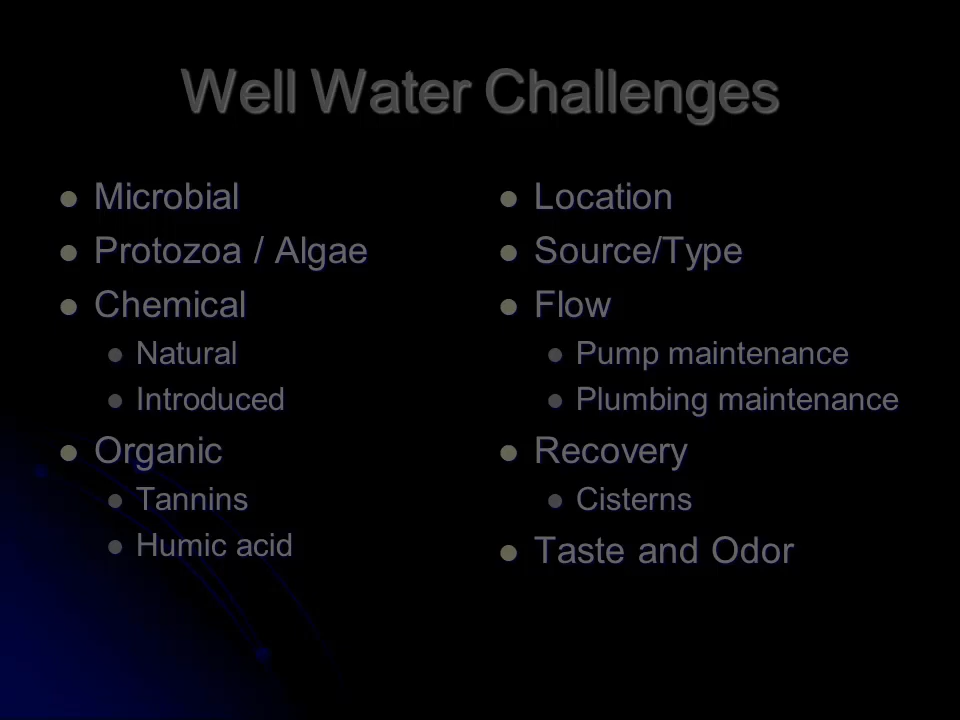 Well Water Challenges
Microbial
Protozoa / Algae
Chemical
Natural
Introduced
Organic
Tannins
Humic acid
Location
Source/Type
Flow
Pump maintenance
Plumbing maintenance
Recovery
Cisterns
Taste and Odor